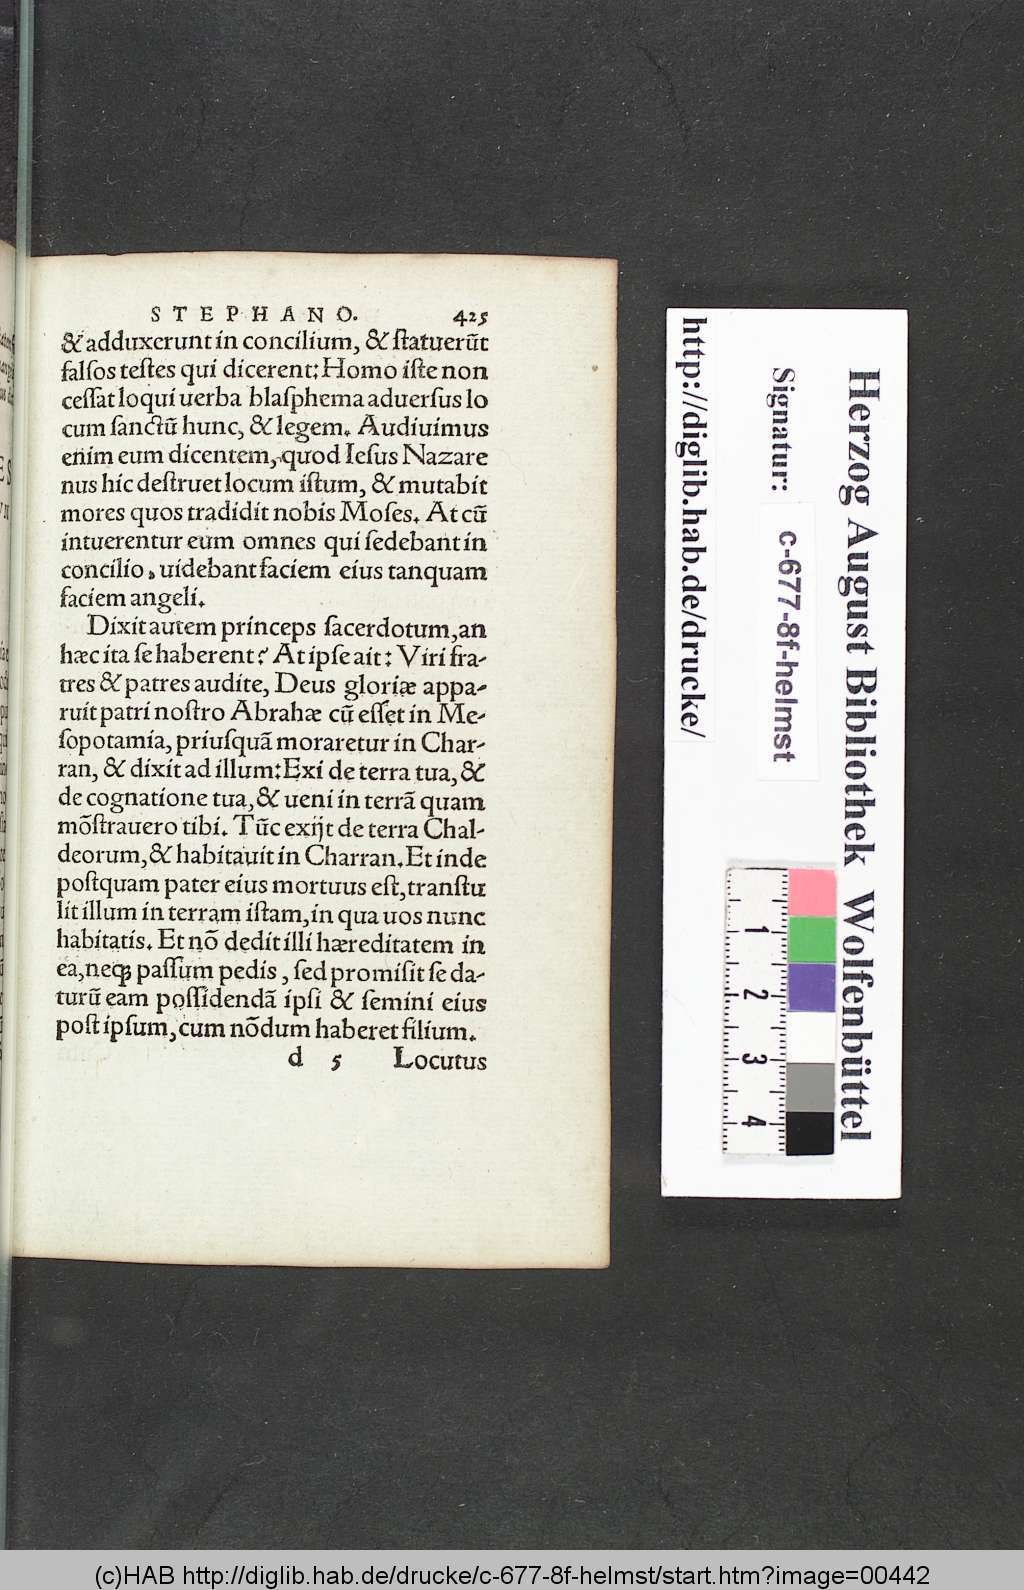 STEPHANO. 425
& adduxerunt in concilium, & ſtatuerūt
falſos teſtes qui dicerent: Homo iſte non
ceſſat loqui uerba blaſphema aduerſus lo
cum ſanctū hunc, & legem. Audiuimus
enim eum dicentem, quod Ieſus Nazare
nus hic deſtruet locum iſtum, & mutabit
mores quos tradidit nobis Moſes. At cū
intuerentur eum omnes qui ſedebant in
concilio, uidebant faciem eius tanquam
faciem angeli.
Dixit autem princeps ſacerdotum, an
hæc ita ſe haberent? At ipſe ait: Viri fra-
tres & patres audite, Deus gloriæ appa-
ruit patri noſtro Abrahæ cū eſſet in Me-
ſopotamia, priuſquā moraretur in Char-
ran, & dixit ad illum: Exi de terra tua, &
de cognatione tua, & ueni in terrā quam
mōſtrauero tibi. Tūc exijt de terra Chal-
deorum, & habitauit in Charran. Et inde
poſtquam pater eius mortuus eſt, tranſtu
lit illum in terram iſtam, in qua uos nunc
habitatis. Et nō dedit illi hæreditatem in
ea, neqꝫ paſſum pedis, ſed promiſit ſe da-
turū eam poſſidendā ipſi & ſemini eius
poſt ipſum, cum nōdum haberet filium.
d 5 Locutus
Herzog August Bibliothek Wolfenbüttel
Signatur: c-677-8f-helmst
http://diglib.hab.de/drucke/
1
2
3
4
(c)HAB http://diglib.hab.de/drucke/c-677-8f-helmst/start.htm?image=00442